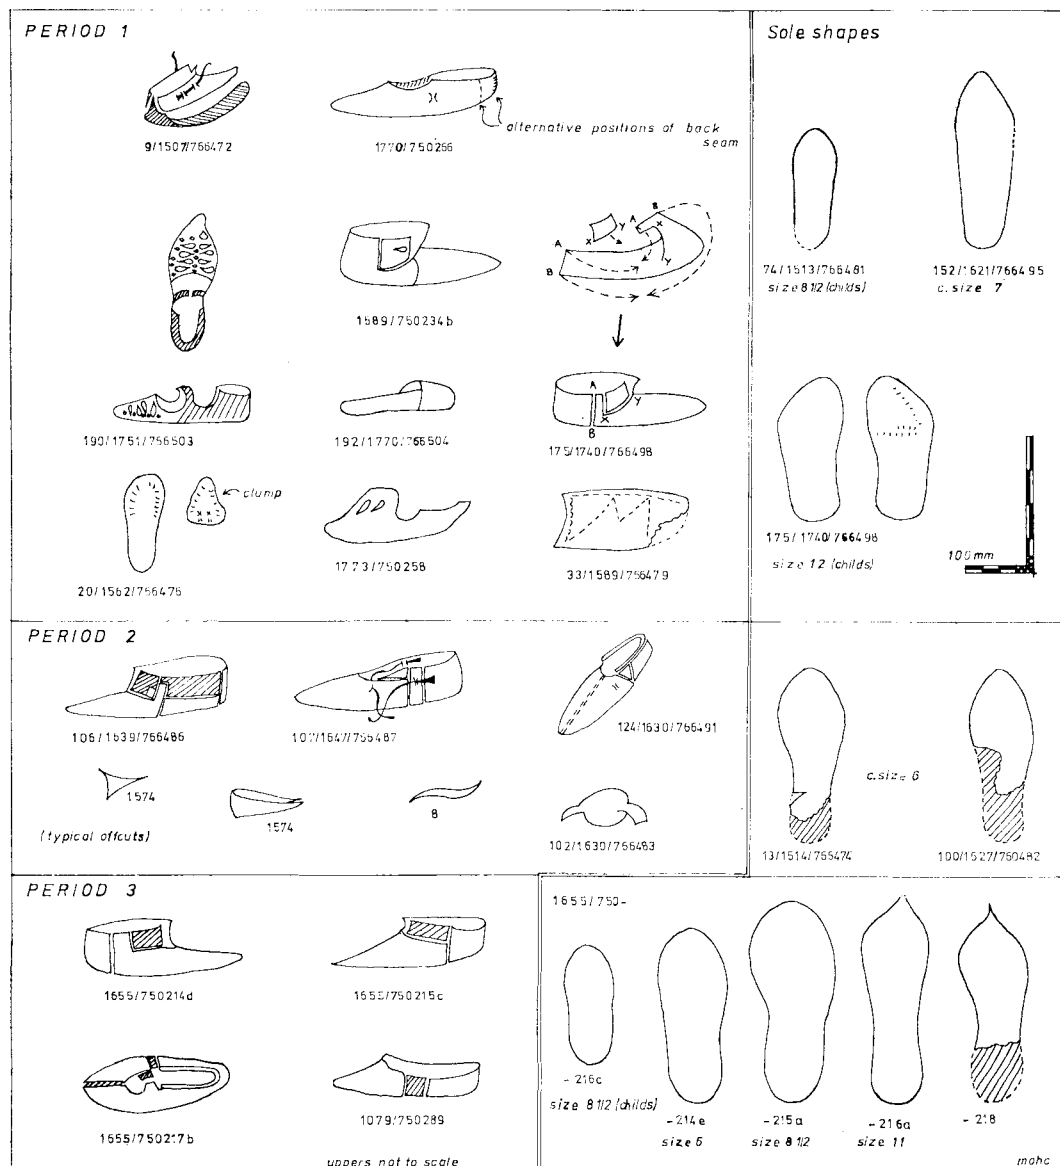 PERIOD 1
9/1507/766472
1770/750266
alternative positions of back
seam
1589/750234b
A
B
X
Y
A
X
Y
B
190/1751/766503
192/1770/766504
A
B
X
Y
175/1740/766498
clump
20/1562/766476
1773/750258
33/1589/766479
Sole shapes
74/1513/766481
size 8 1/2 (childs)
152/1621/766495
c. size 7
175/1740/766498
size 12 (childs)
100 mm
PERIOD 2
106/1639/766486
107/1647/766487
124/1630/766491
1574
(typical offcuts)
1574
8
102/1630/766483
c. size 6
13/1514/766474
100/1527/760482
PERIOD 3
1655/750214d
1655/750215c
1655/750217b
1079/750289
uppers not to scale
1655/750-
-216c
size 8 1/2 (childs)
-214e
size 5
-215a
size 8 1/2
-216a
size 11
-218
mohc